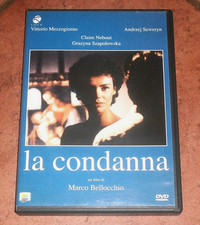 Vittorio Mezzogiorno
Andrzej Seweryn
Claire Nebout
Grazyna Szapolowska
la condanna
un film di
Marco Bellocchio
DVD